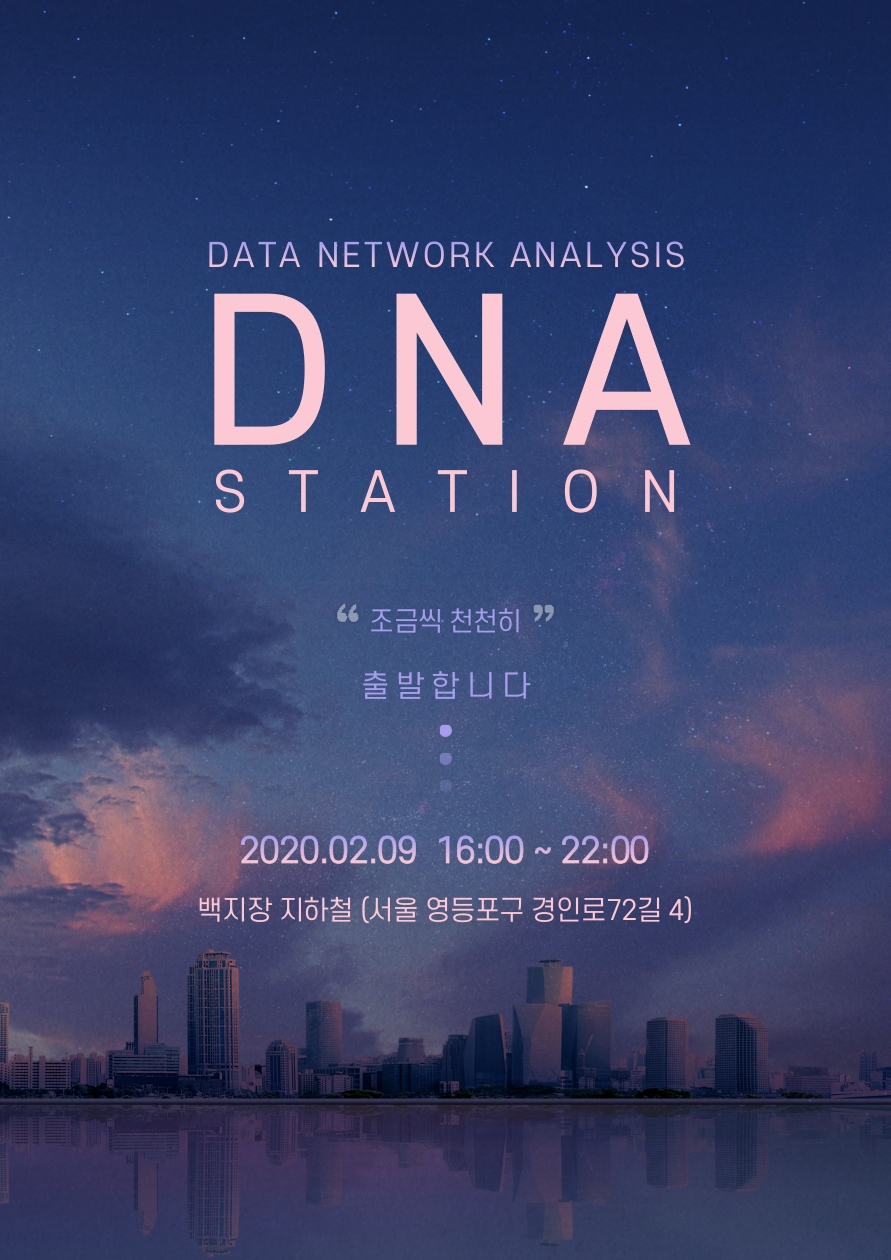 DATA NETWORK ANALYSIS
DNA
STATION
“ 조금씩 천천히 ”
출발합니다
2020.02.09 16:00 ~ 22:00
백지장 지하철 (서울 영등포구 경인로72길 4)